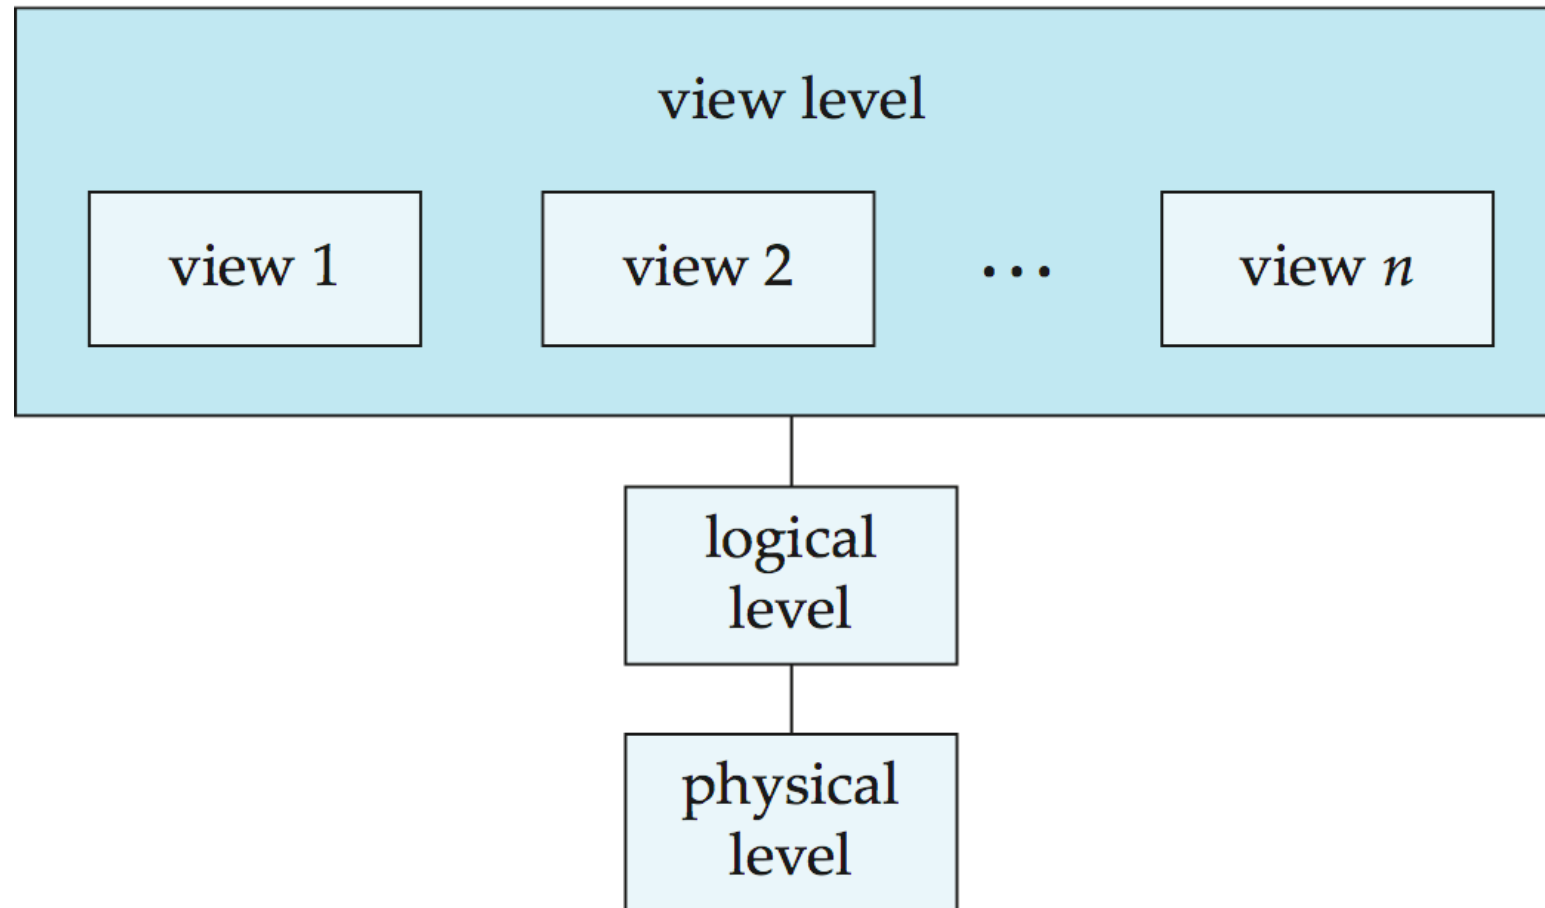 view level
view 1 view 2 ... view n
logical
level
physical
level